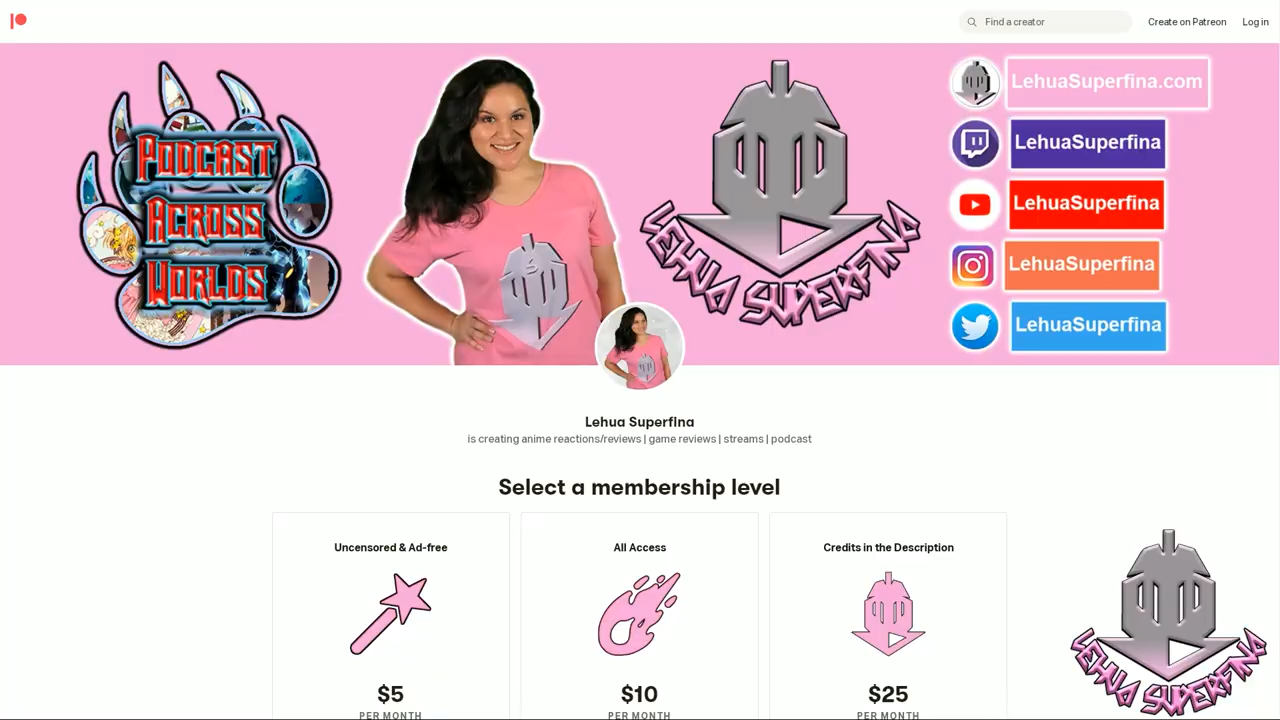 Find a creator
Create on Patreon
Log in
PODCAST
ACROSS
WORLDS
LEHUA SUPERFINA
LehuaSuperfina.com
LehuaSuperfina
LehuaSuperfina
LehuaSuperfina
LehuaSuperfina
Lehua Superfina
is creating anime reactions/reviews | game reviews | streams | podcast
Select a membership level
Uncensored & Ad-free
All Access
Credits in the Description
$5
$10
$25
PER MONTH
PER MONTH
PER MONTH
LEHUA SUPERFINA